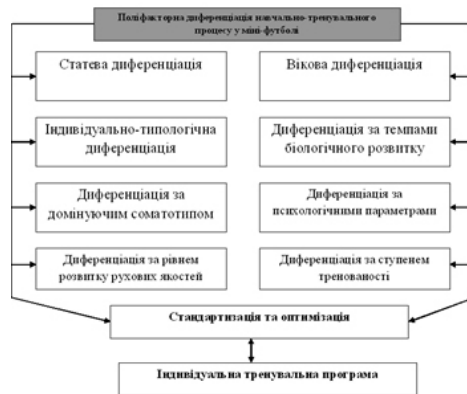 Поліфакторна диференціація навчально-тренувального
процесу у міні-футболі
Статева диференціація
Вікова диференціація
Індивідуально-типологічна
диференціація
Диференціація за темпами
біологічного розвитку
Диференціація за
домінуючим соматотипом
Диференціація за
психологічними параметрами
Диференціація за рівнем
розвитку рухових якостей
Диференціація за ступенем
тренованості
Стандартизація та оптимізація
Індивідуальна тренувальна програма